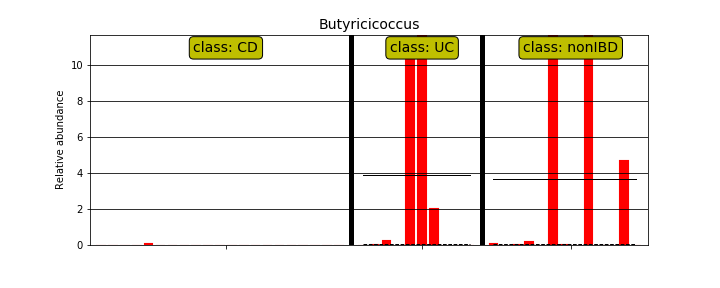 Butyricicoccus
class: CD
class: UC
class: nonIBD
Relative abundance
10
8
6
4
2
0